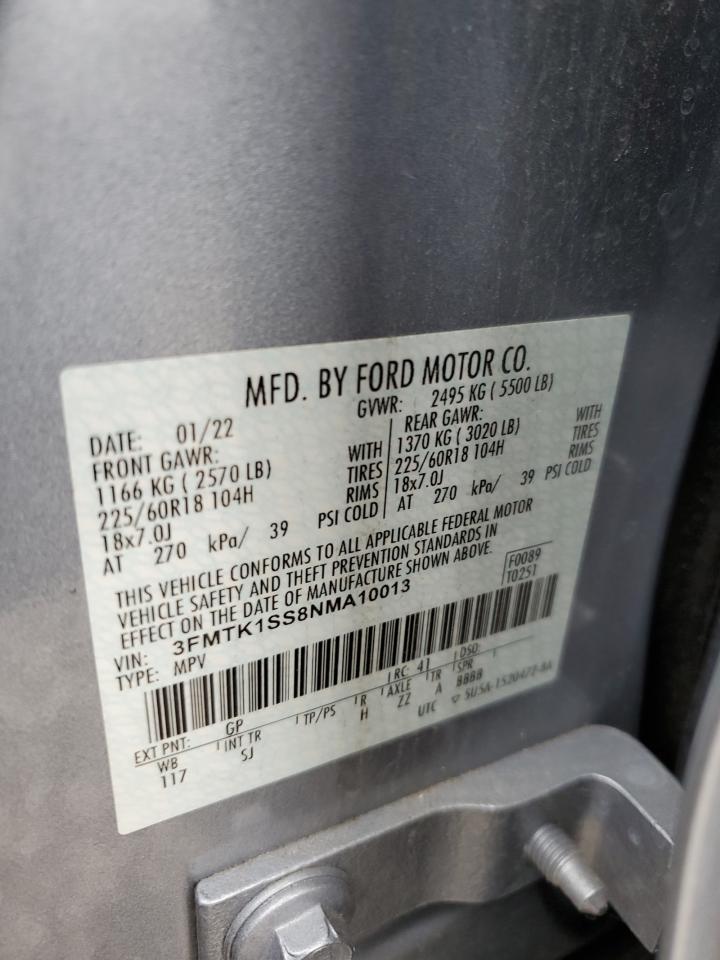 MFD. BY FORD MOTOR CO.
DATE: 01/22 GVWR: 2495 KG ( 5500 LB)
FRONT GAWR: REAR GAWR:
1166 KG ( 2570 LB) WITH 1370 KG ( 3020 LB) WITH
225/60R18 104H TIRES 225/60R18 104H TIRES
18x7.0J RIMS 18x7.0J RIMS
AT 270 kPa/ 39 PSI COLD AT 270 kPa/ 39 PSI COLD
THIS VEHICLE CONFORMS TO ALL APPLICABLE FEDERAL MOTOR
VEHICLE SAFETY AND THEFT PREVENTION STANDARDS IN
EFFECT ON THE DATE OF MANUFACTURE SHOWN ABOVE.
F0089
T0251
VIN: 3FMTK1SS8NMA10013
TYPE: MPV
EXT PNT: GP RC: 41 DSO:
WB INT TR TP/PS R AXLE TR SPR
117 SJ H ZZ A BBBB
UTC ▽ 5U5A-1520472-BA